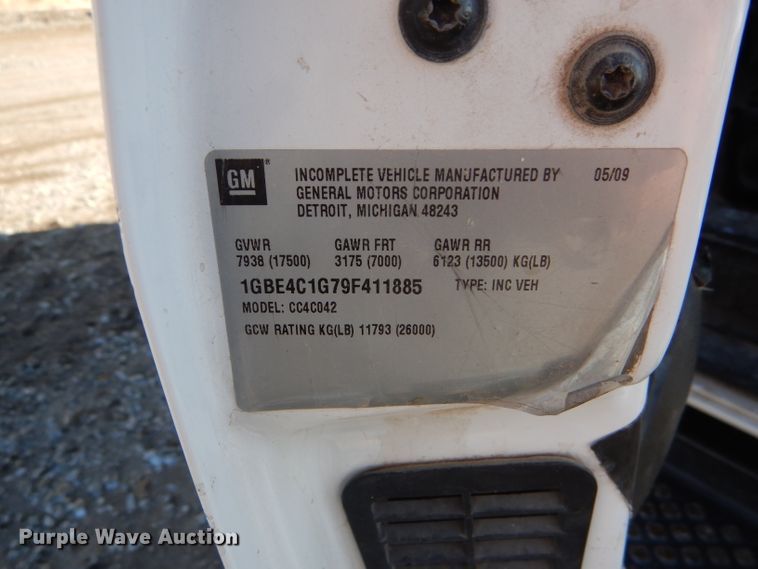 GM ® INCOMPLETE VEHICLE MANUFACTURED BY 05/09
GENERAL MOTORS CORPORATION
DETROIT, MICHIGAN 48243
GVWR GAWR FRT GAWR RR
7938 (17500) 3175 (7000) 6123 (13500) KG(LB)
1GBE4C1G79F411885 TYPE: INC VEH
MODEL: CC4C042
GCW RATING KG(LB) 11793 (26000)
Purple Wave Auction